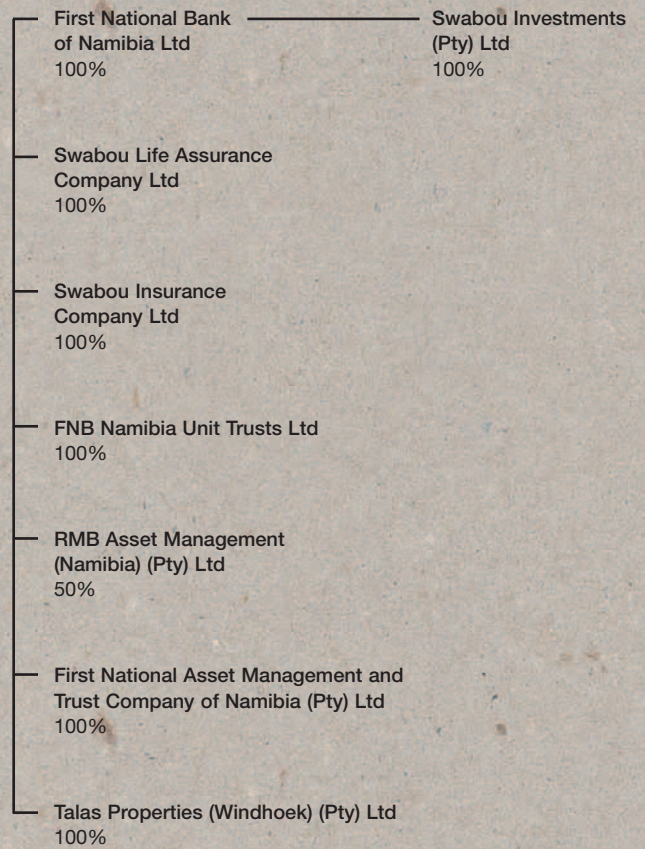 First National Bank
of Namibia Ltd
100%
Swabou Investments
(Pty) Ltd
100%
Swabou Life Assurance
Company Ltd
100%
Swabou Insurance
Company Ltd
100%
FNB Namibia Unit Trusts Ltd
100%
RMB Asset Management
(Namibia) (Pty) Ltd
50%
First National Asset Management and
Trust Company of Namibia (Pty) Ltd
100%
Talas Properties (Windhoek) (Pty) Ltd
100%